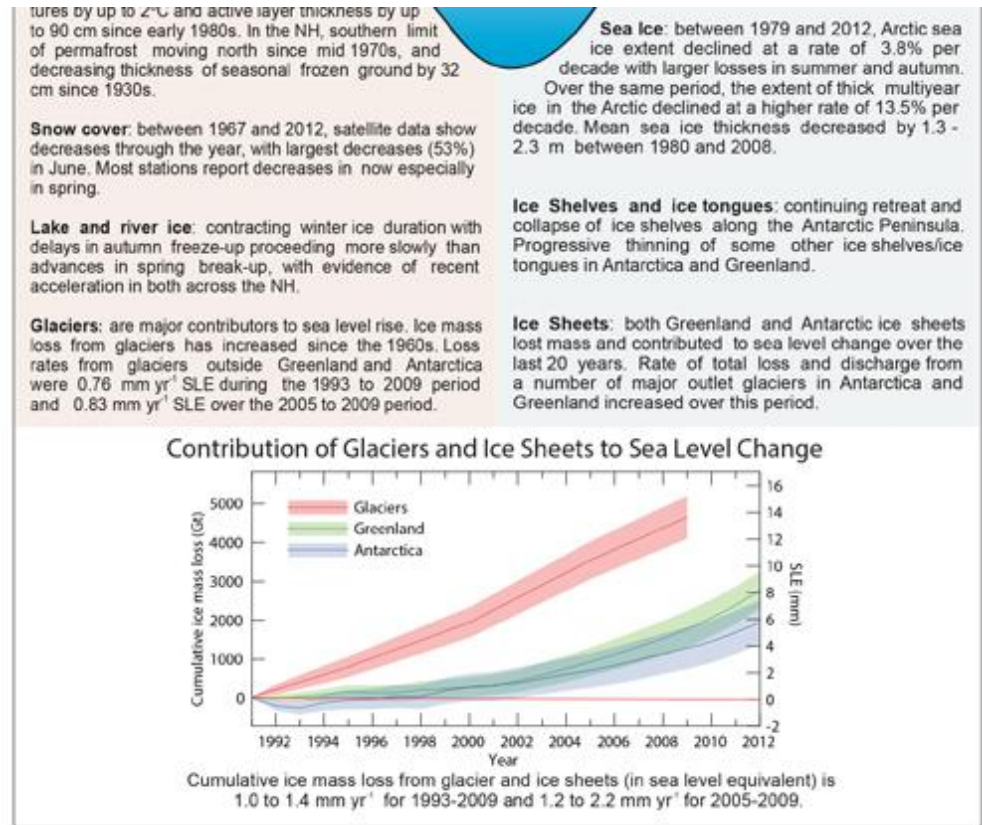 tures by up to 2°C and active layer thickness by up
to 90 cm since early 1980s. In the NH, southern limit
of permafrost moving north since mid 1970s, and
decreasing thickness of seasonal frozen ground by 32
cm since 1930s.
Snow cover: between 1967 and 2012, satellite data show
decreases through the year, with largest decreases (53%)
in June. Most stations report decreases in now especially
in spring.
Lake and river ice: contracting winter ice duration with
delays in autumn freeze-up proceeding more slowly than
advances in spring break-up, with evidence of recent
acceleration in both across the NH.
Glaciers: are major contributors to sea level rise. Ice mass
loss from glaciers has increased since the 1960s. Loss
rates from glaciers outside Greenland and Antarctica
were 0.76 mm yr⁻¹ SLE during the 1993 to 2009 period
and 0.83 mm yr⁻¹ SLE over the 2005 to 2009 period.
Sea Ice: between 1979 and 2012, Arctic sea
ice extent declined at a rate of 3.8% per
decade with larger losses in summer and autumn.
Over the same period, the extent of thick multiyear
ice in the Arctic declined at a higher rate of 13.5% per
decade. Mean sea ice thickness decreased by 1.3 -
2.3 m between 1980 and 2008.
Ice Shelves and ice tongues: continuing retreat and
collapse of ice shelves along the Antarctic Peninsula.
Progressive thinning of some other ice shelves/ice
tongues in Antarctica and Greenland.
Ice Sheets: both Greenland and Antarctic ice sheets
lost mass and contributed to sea level change over the
last 20 years. Rate of total loss and discharge from
a number of major outlet glaciers in Antarctica and
Greenland increased over this period.
Contribution of Glaciers and Ice Sheets to Sea Level Change
Cumulative ice mass loss (Gt)
5000
4000
3000
2000
1000
0
Glaciers
Greenland
Antarctica
16
14
12
10
8
6
4
2
0
-2
SLE (mm)
1992 1994 1996 1998 2000 2002 2004 2006 2008 2010 2012
Year
Cumulative ice mass loss from glacier and ice sheets (in sea level equivalent) is
1.0 to 1.4 mm yr⁻¹ for 1993-2009 and 1.2 to 2.2 mm yr⁻¹ for 2005-2009.